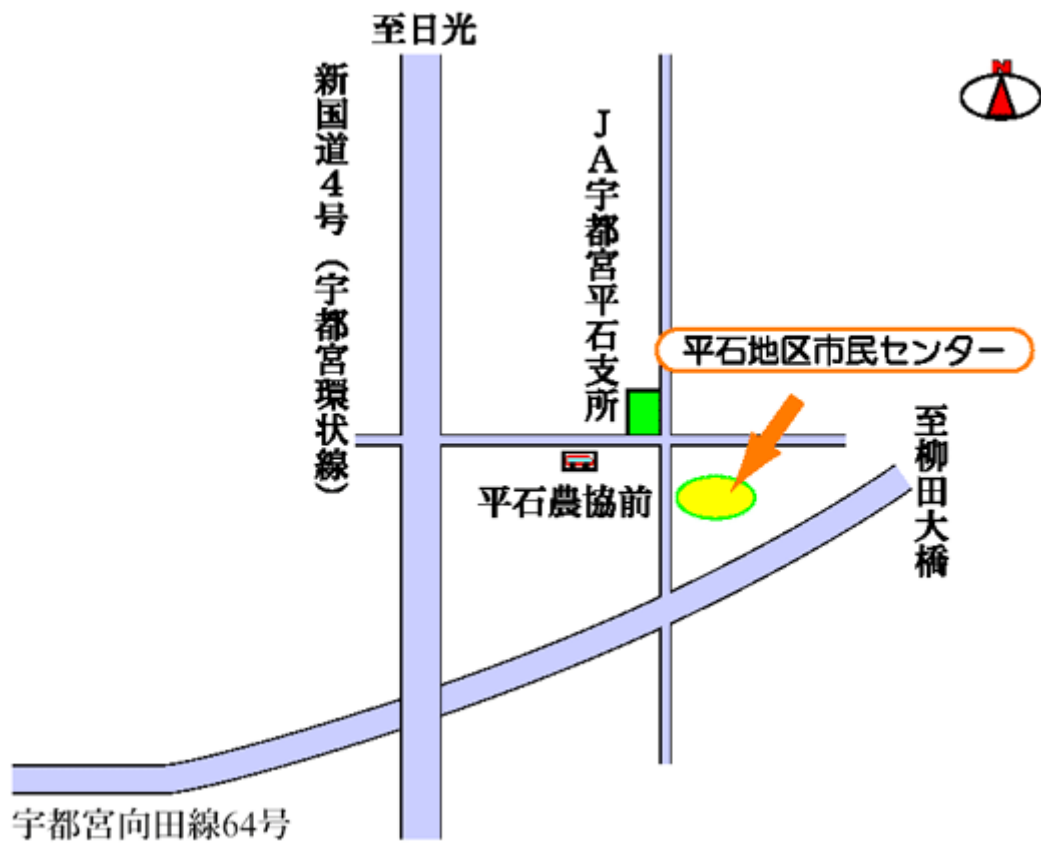 至日光
N
新国道４号（宇都宮環状線）
ＪＡ宇都宮平石支所
平石地区市民センター
至柳田大橋
平石農協前
宇都宮向田線64号